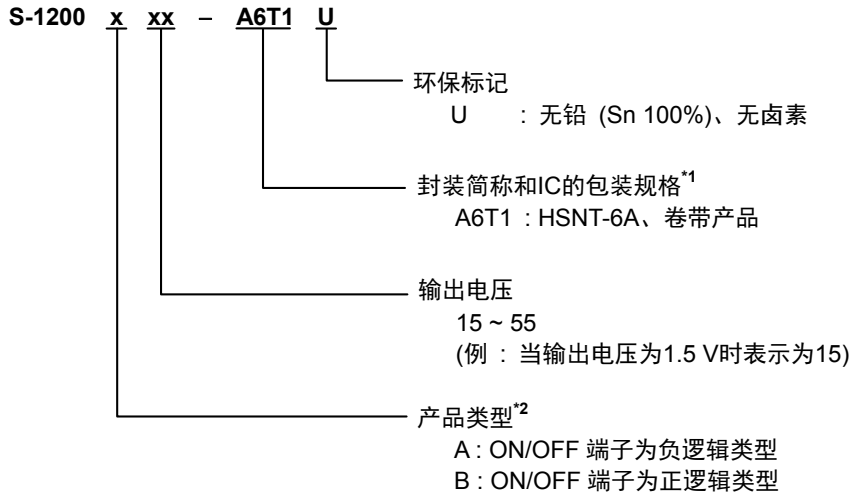 S-1200 x xx – A6T1 U
环保标记
U : 无铅 (Sn 100%)、无卤素
封装简称和IC的包装规格*1
A6T1 : HSNT-6A、卷带产品
输出电压
15 ~ 55
(例 : 当输出电压为1.5 V时表示为15)
产品类型*2
A : ON/OFF 端子为负逻辑类型
B : ON/OFF 端子为正逻辑类型